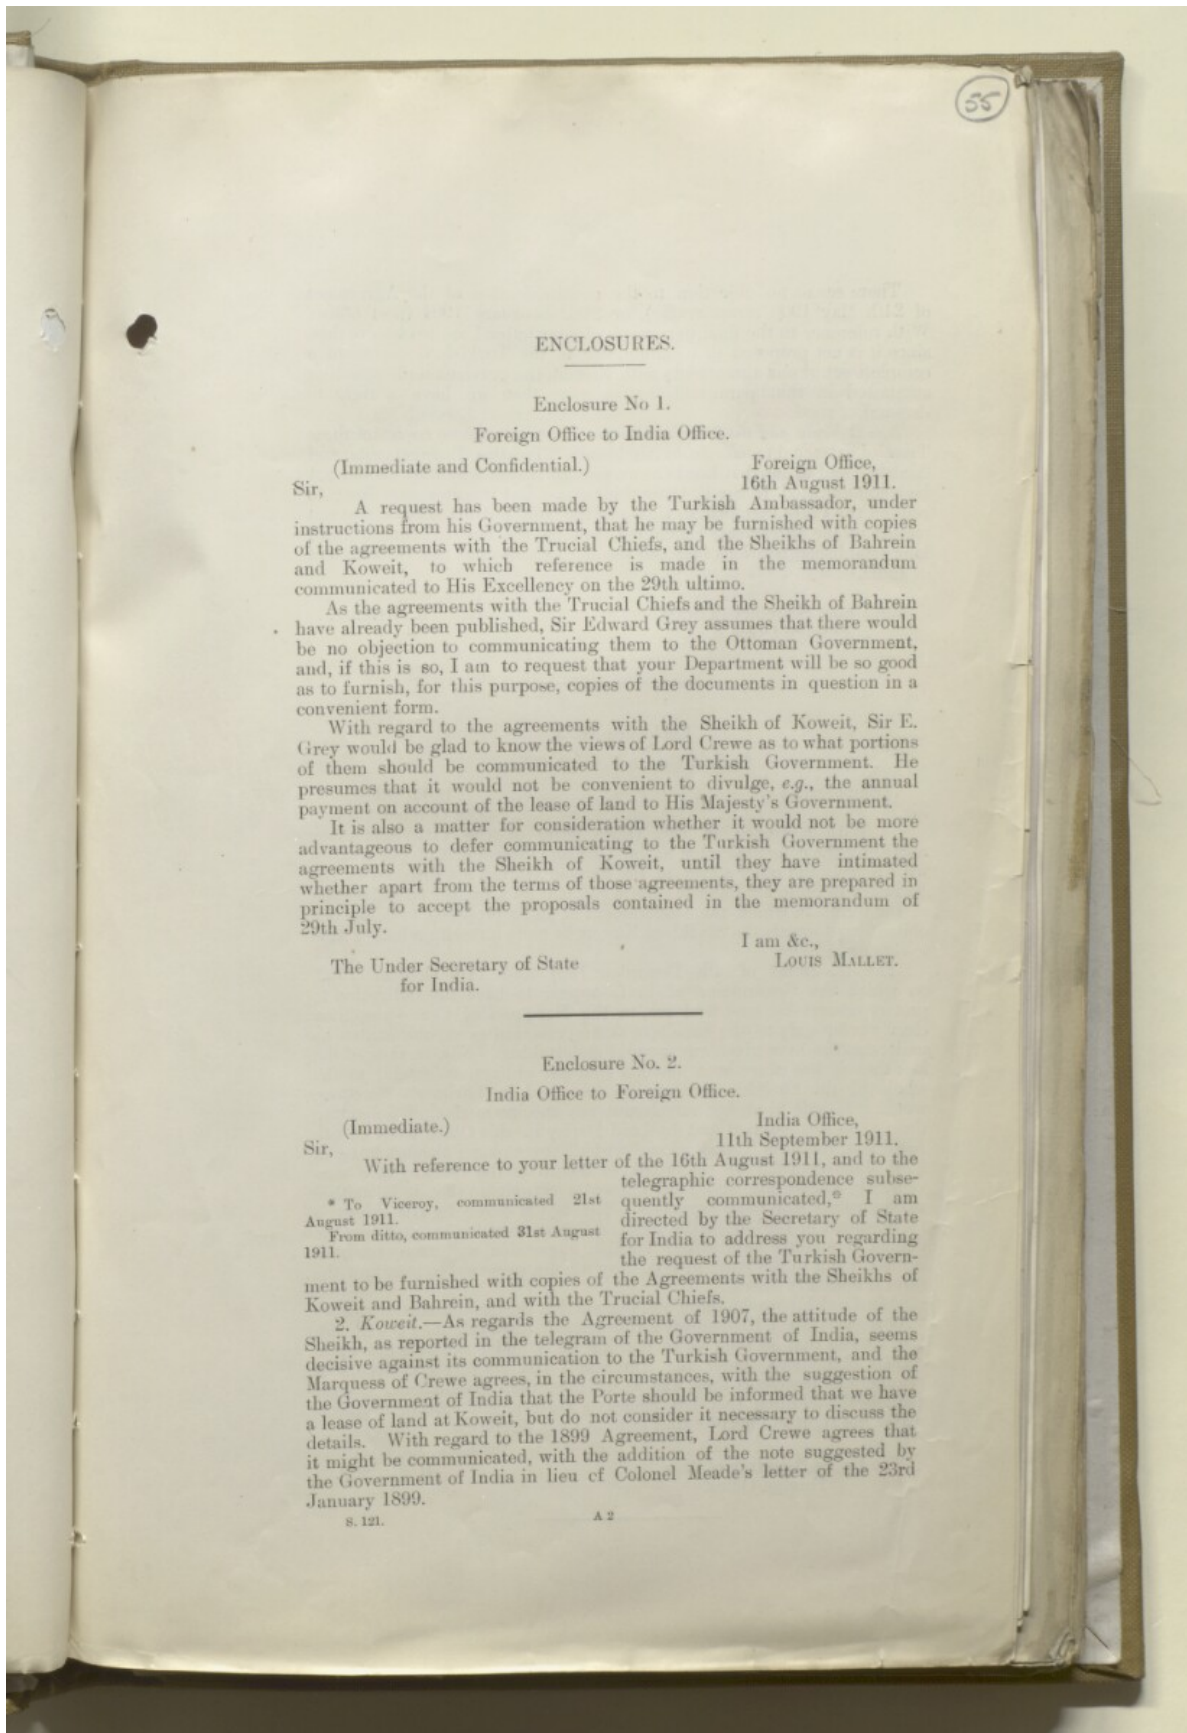 55
ENCLOSURES.
Enclosure No 1.
Foreign Office to India Office.
(Immediate and Confidential.)
Foreign Office,
16th August 1911.
Sir,
A request has been made by the Turkish Ambassador, under
instructions from his Government, that he may be furnished with copies
of the agreements with the Trucial Chiefs, and the Sheikhs of Bahrein
and Koweit, to which reference is made in the memorandum
communicated to His Excellency on the 29th ultimo.
As the agreements with the Trucial Chiefs and the Sheikh of Bahrein
have already been published, Sir Edward Grey assumes that there would
be no objection to communicating them to the Ottoman Government,
and, if this is so, I am to request that your Department will be so good
as to furnish, for this purpose, copies of the documents in question in a
convenient form.
With regard to the agreements with the Sheikh of Koweit, Sir E.
Grey would be glad to know the views of Lord Crewe as to what portions
of them should be communicated to the Turkish Government. He
presumes that it would not be convenient to divulge, e.g., the annual
payment on account of the lease of land to His Majesty's Government.
It is also a matter for consideration whether it would not be more
advantageous to defer communicating to the Turkish Government the
agreements with the Sheikh of Koweit, until they have intimated
whether apart from the terms of those agreements, they are prepared in
principle to accept the proposals contained in the memorandum of
29th July.
I am &c.,
LOUIS MALLET.
The Under Secretary of State
for India.
Enclosure No. 2.
India Office to Foreign Office.
(Immediate.)
India Office,
11th September 1911.
Sir,
With reference to your letter of the 16th August 1911, and to the
telegraphic correspondence subse-
quently communicated,* I am
directed by the Secretary of State
for India to address you regarding
the request of the Turkish Govern-
* To Viceroy, communicated 21st
August 1911.
From ditto, communicated 31st August
1911.
ment to be furnished with copies of the Agreements with the Sheikhs of
Koweit and Bahrein, and with the Trucial Chiefs.
2. Koweit.—As regards the Agreement of 1907, the attitude of the
Sheikh, as reported in the telegram of the Government of India, seems
decisive against its communication to the Turkish Government, and the
Marquess of Crewe agrees, in the circumstances, with the suggestion of
the Government of India that the Porte should be informed that we have
a lease of land at Koweit, but do not consider it necessary to discuss the
details. With regard to the 1899 Agreement, Lord Crewe agrees that
it might be communicated, with the addition of the note suggested by
the Government of India in lieu cf Colonel Meade's letter of the 23rd
January 1899.
S. 121.
A 2